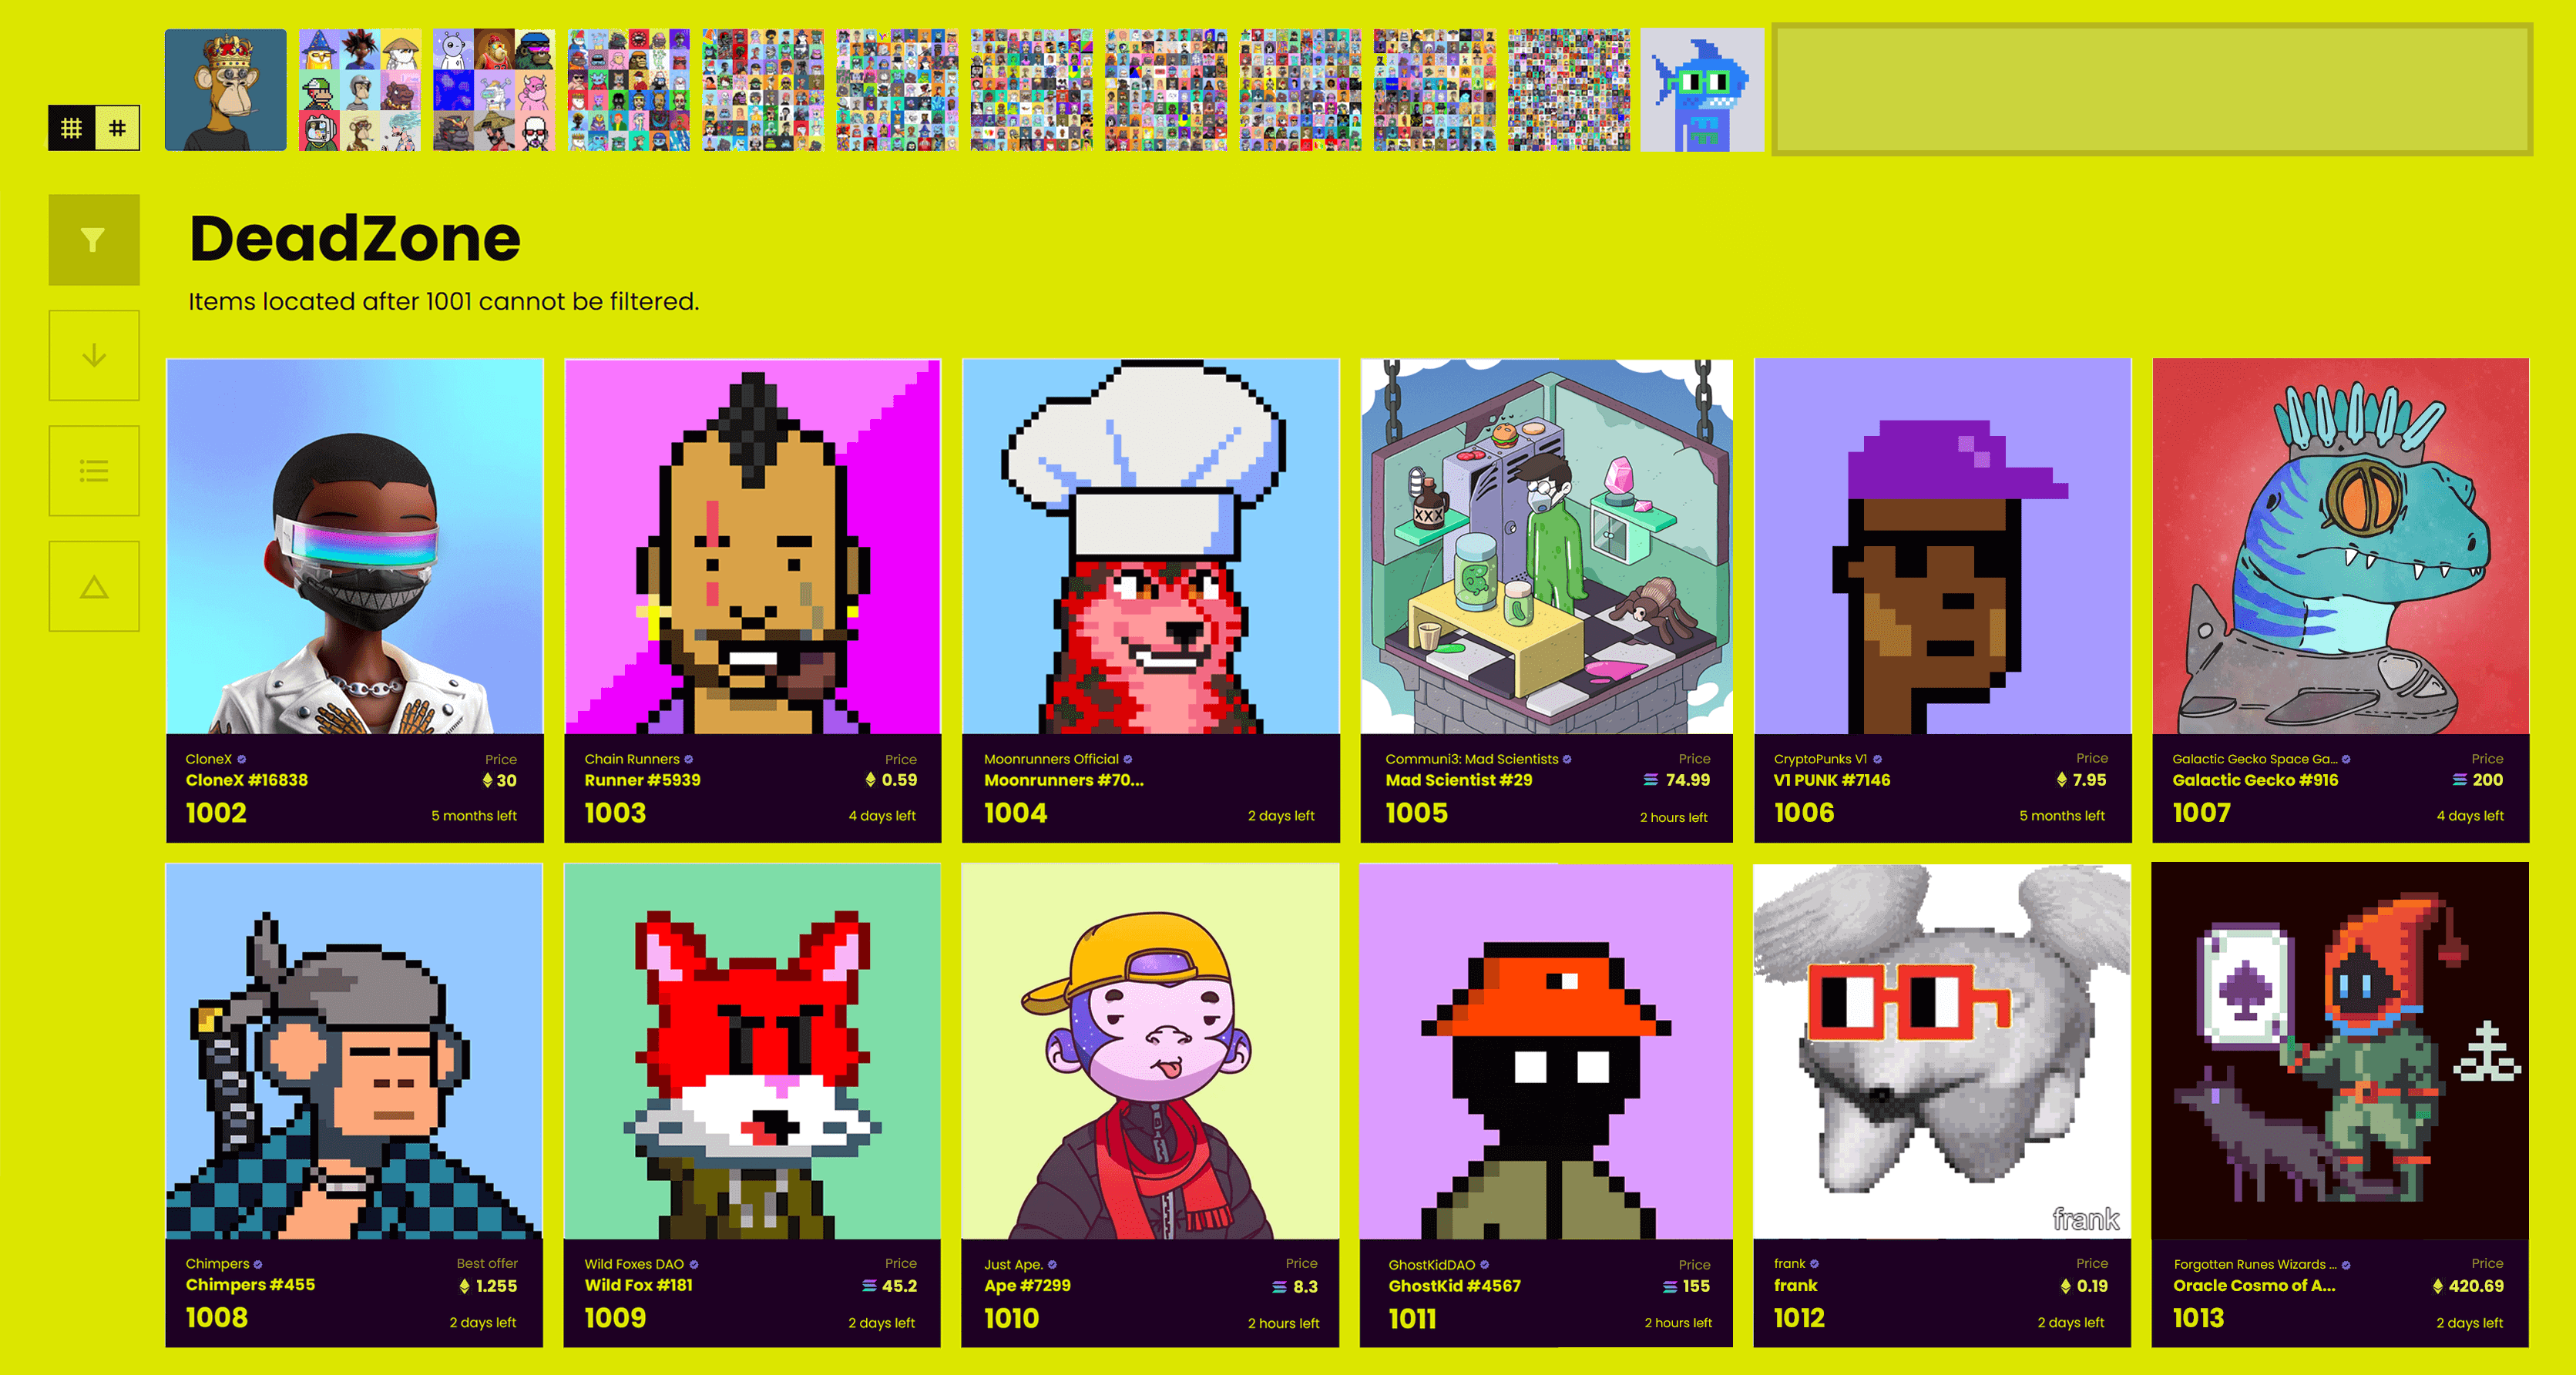 DeadZone
Items located after 1001 cannot be filtered.
XXX
CloneX
Price
CloneX #16838
30
1002
5 months left
Chain Runners
Price
Runner #5939
0.59
1003
4 days left
Moonrunners Official
Moonrunners #70...
1004
2 days left
Communi3: Mad Scientists
Price
Mad Scientist #29
74.99
1005
2 hours left
CryptoPunks V1
Price
V1 PUNK #7146
7.95
1006
5 months left
Galactic Gecko Space Ga...
Price
Galactic Gecko #916
200
1007
4 days left
frank
Chimpers
Best offer
Chimpers #455
1.255
1008
2 days left
Wild Foxes DAO
Price
Wild Fox #181
45.2
1009
2 days left
Just Ape.
Price
Ape #7299
8.3
1010
2 hours left
GhostKidDAO
Price
GhostKid #4567
155
1011
2 hours left
frank
Price
frank
0.19
1012
2 days left
Forgotten Runes Wizards ...
Price
Oracle Cosmo of A...
420.69
1013
2 days left